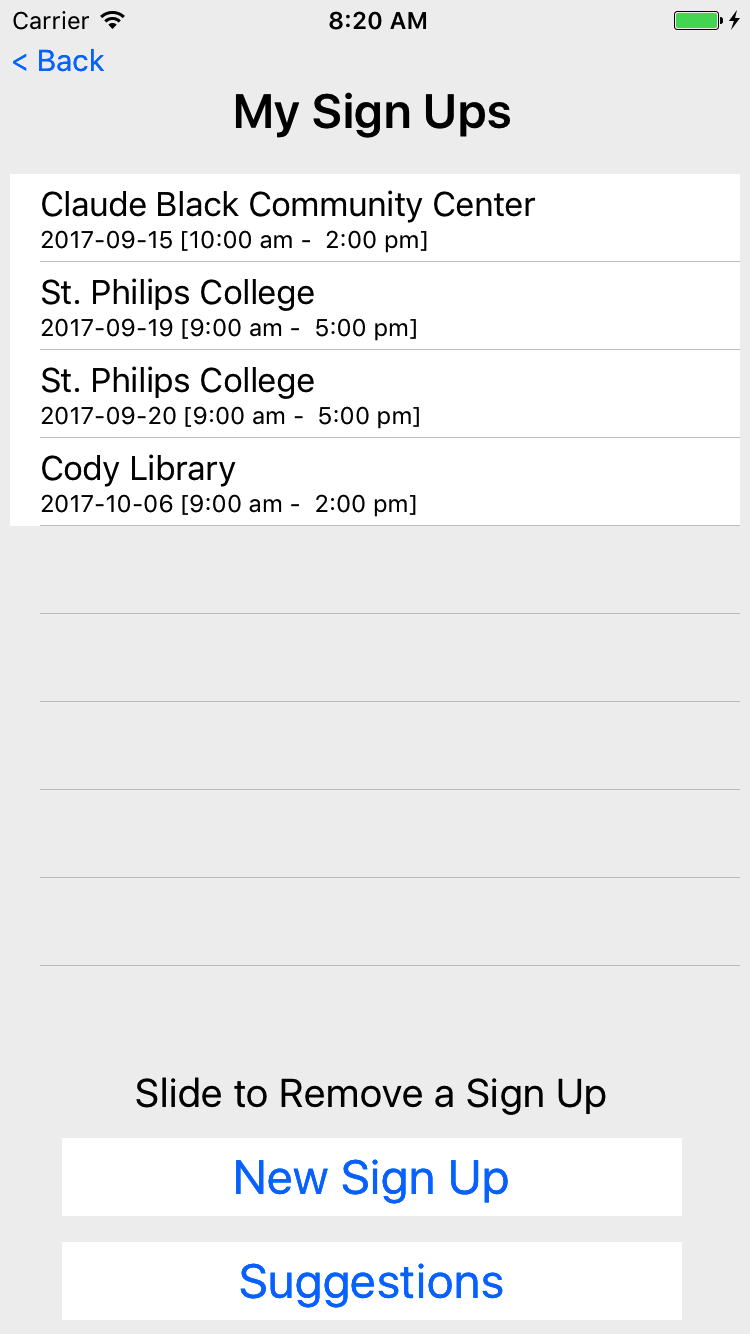 Carrier 8:20 AM
< Back
My Sign Ups
Claude Black Community Center
2017-09-15 [10:00 am -  2:00 pm]
St. Philips College
2017-09-19 [9:00 am -  5:00 pm]
St. Philips College
2017-09-20 [9:00 am -  5:00 pm]
Cody Library
2017-10-06 [9:00 am -  2:00 pm]
Slide to Remove a Sign Up
New Sign Up
Suggestions